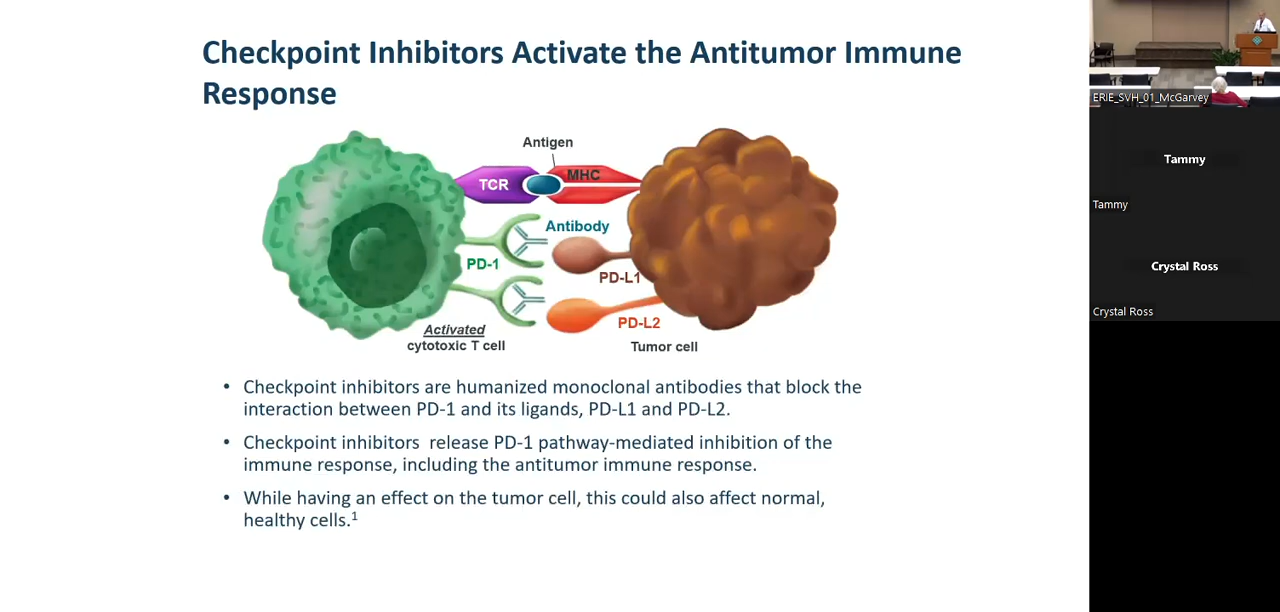 Checkpoint Inhibitors Activate the Antitumor Immune
Response
Antigen
TCR
MHC
Antibody
PD-1
PD-L1
PD-L2
Activated
cytotoxic T cell
Tumor cell
• Checkpoint inhibitors are humanized monoclonal antibodies that block the
interaction between PD-1 and its ligands, PD-L1 and PD-L2.
• Checkpoint inhibitors  release PD-1 pathway-mediated inhibition of the
immune response, including the antitumor immune response.
• While having an effect on the tumor cell, this could also affect normal,
healthy cells.1
ERIE_SVH_01_McGarvey
Tammy
Tammy
Crystal Ross
Crystal Ross